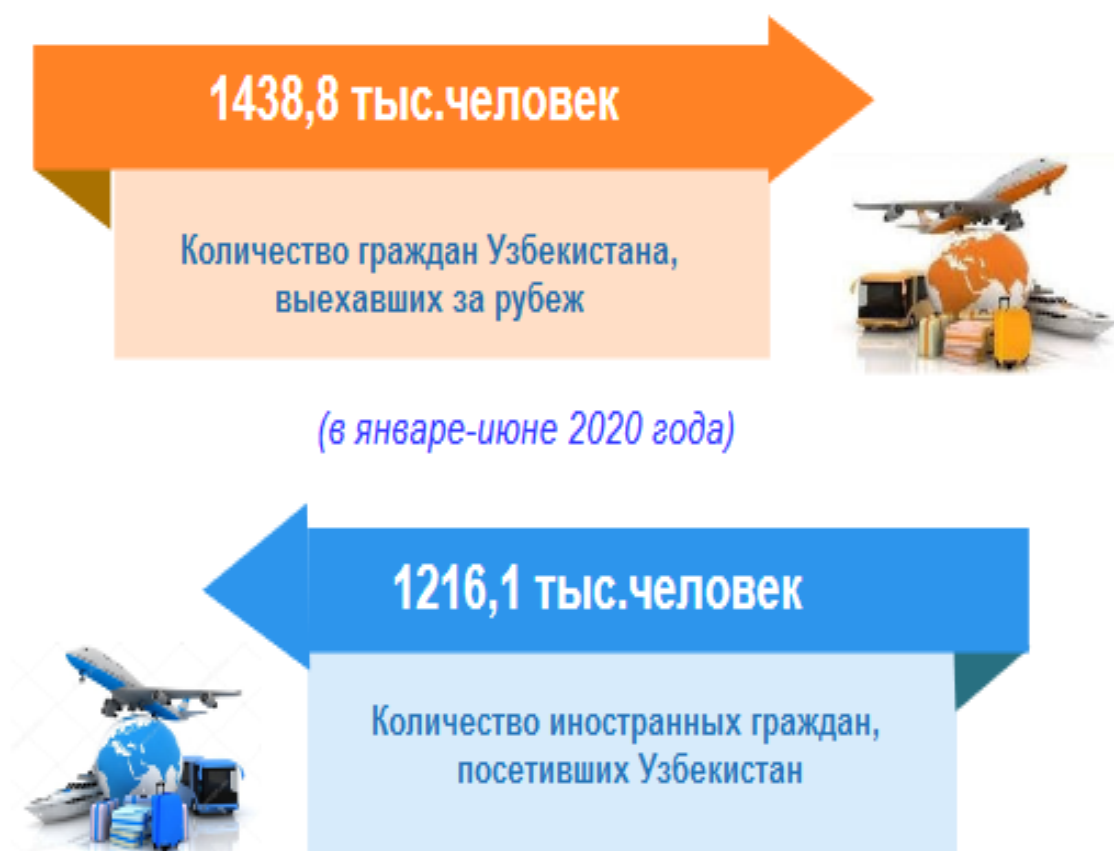 1438,8 тыс.человек
Количество граждан Узбекистана,
выехавших за рубеж
(в январе-июне 2020 года)
1216,1 тыс.человек
Количество иностранных граждан,
посетивших Узбекистан